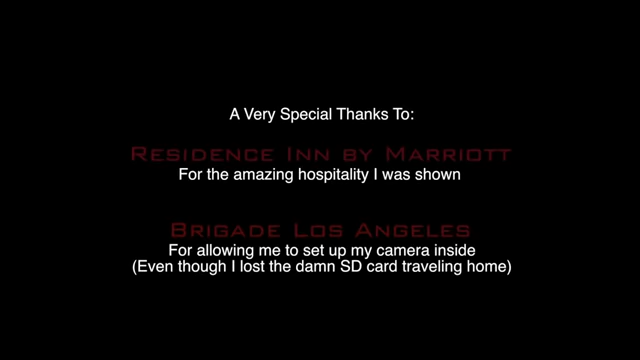 A Very Special Thanks To:
Residence Inn by Marriott
For the amazing hospitality I was shown
Brigade Los Angeles
For allowing me to set up my camera inside
(Even though I lost the damn SD card traveling home)